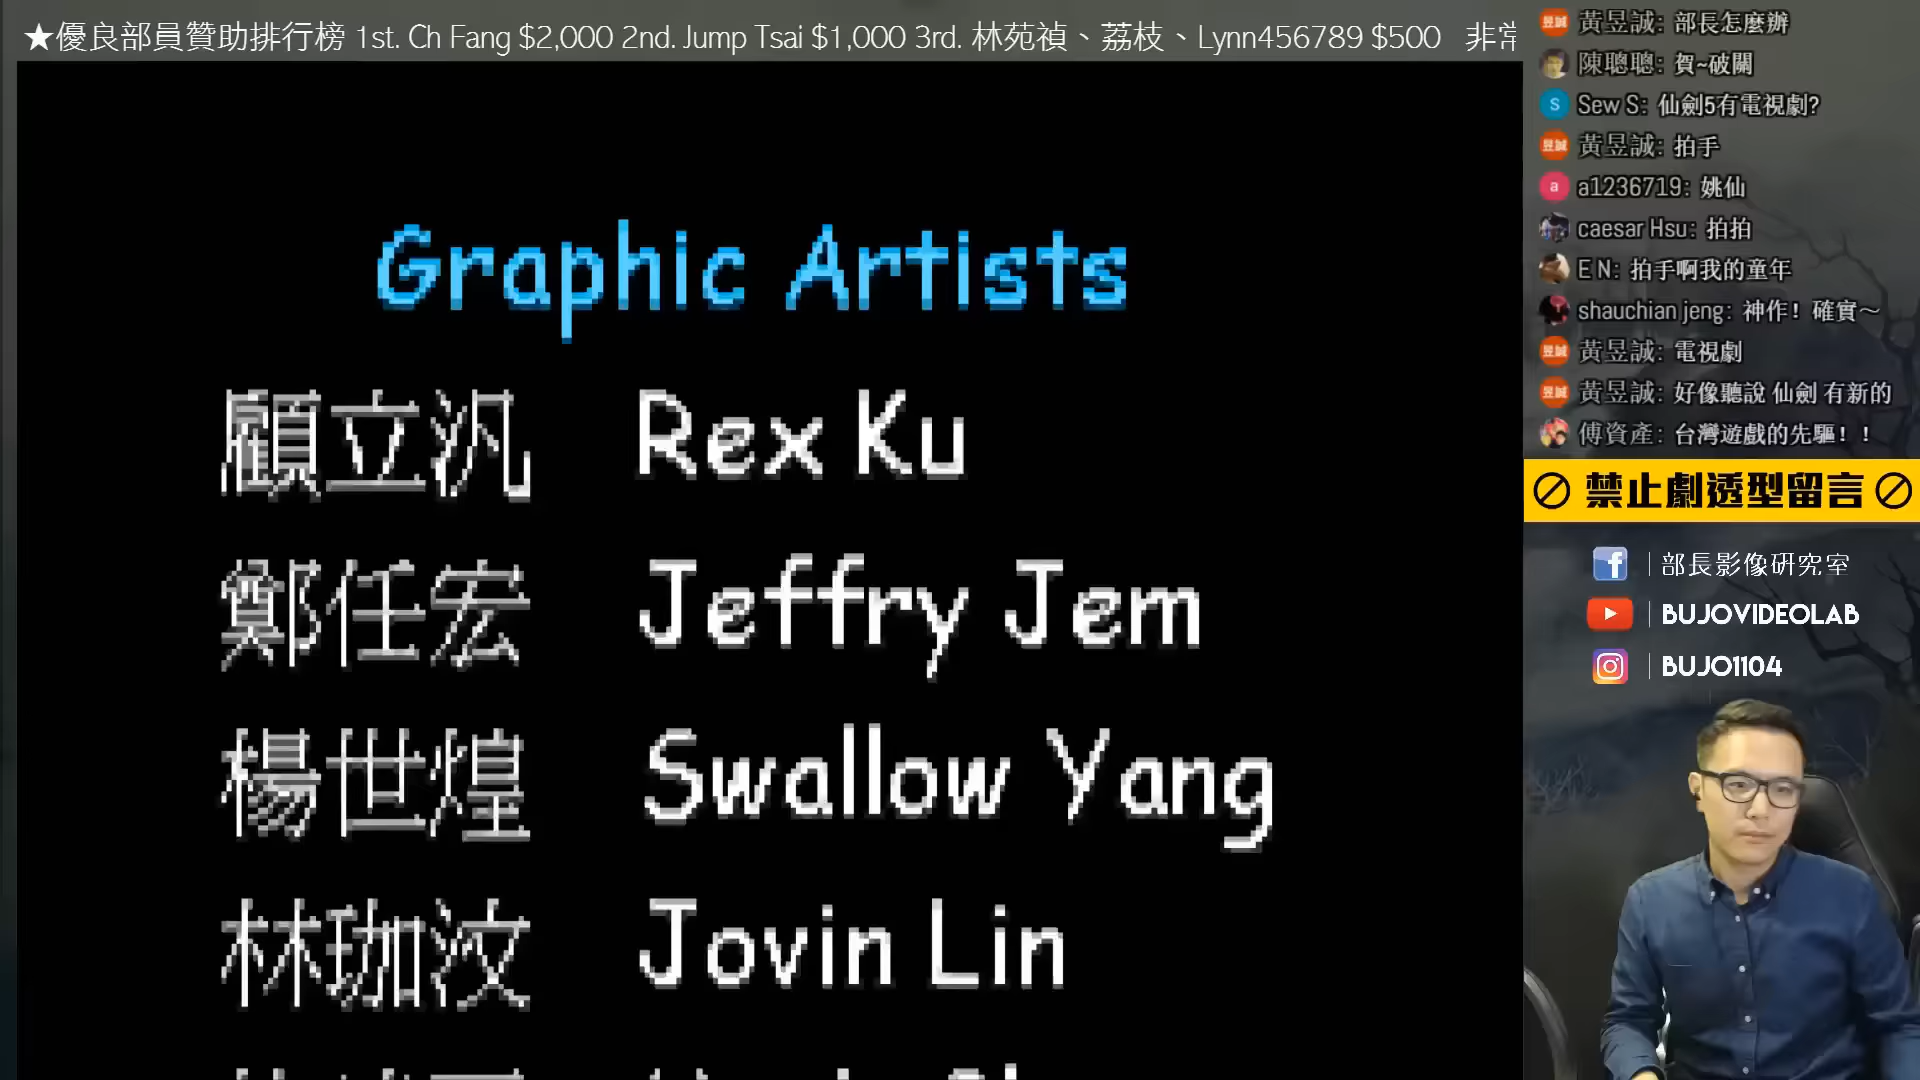 ★優良部員贊助排行榜 1st. Ch Fang $2,000 2nd. Jump Tsai $1,000 3rd. 林苑禎、荔枝、Lynn456789 $500 非常
Graphic Artists
顧立汎 Rex Ku
鄭任宏 Jeffry Jem
楊世煌 Swallow Yang
林珈汶 Jovin Lin
黃昱誠: 部長怎麼辦
陳聰聰: 賀~破關
S Sew S: 仙劍5有電視劇?
黃昱誠: 拍手
a a1236719: 姚仙
caesar Hsu: 拍拍
E N: 拍手啊我的童年
shauchian jeng: 神作！確實～
黃昱誠: 電視劇
黃昱誠: 好像聽說 仙劍 有新的
傅資產: 台灣遊戲的先驅！！
禁止劇透型留言
部長影像研究室
BUJOVIDEOLAB
BUJO1104